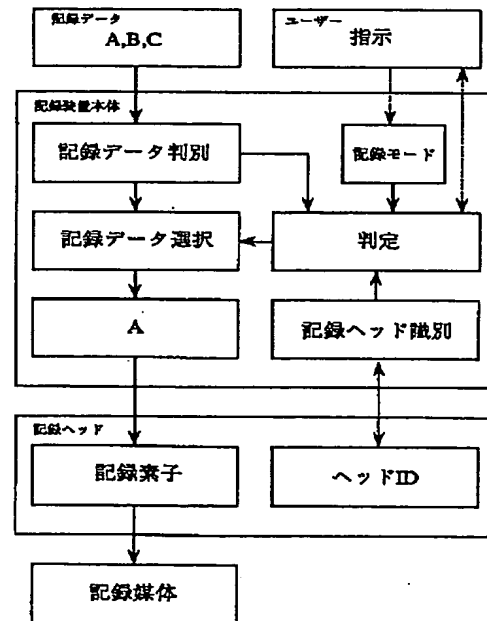 記録データ
A,B,C
ユーザー
指示
記録装置本体
記録データ判別
記録モード
記録データ選択
判定
A
記録ヘッド識別
記録ヘッド
記録素子
ヘッドID
記録媒体